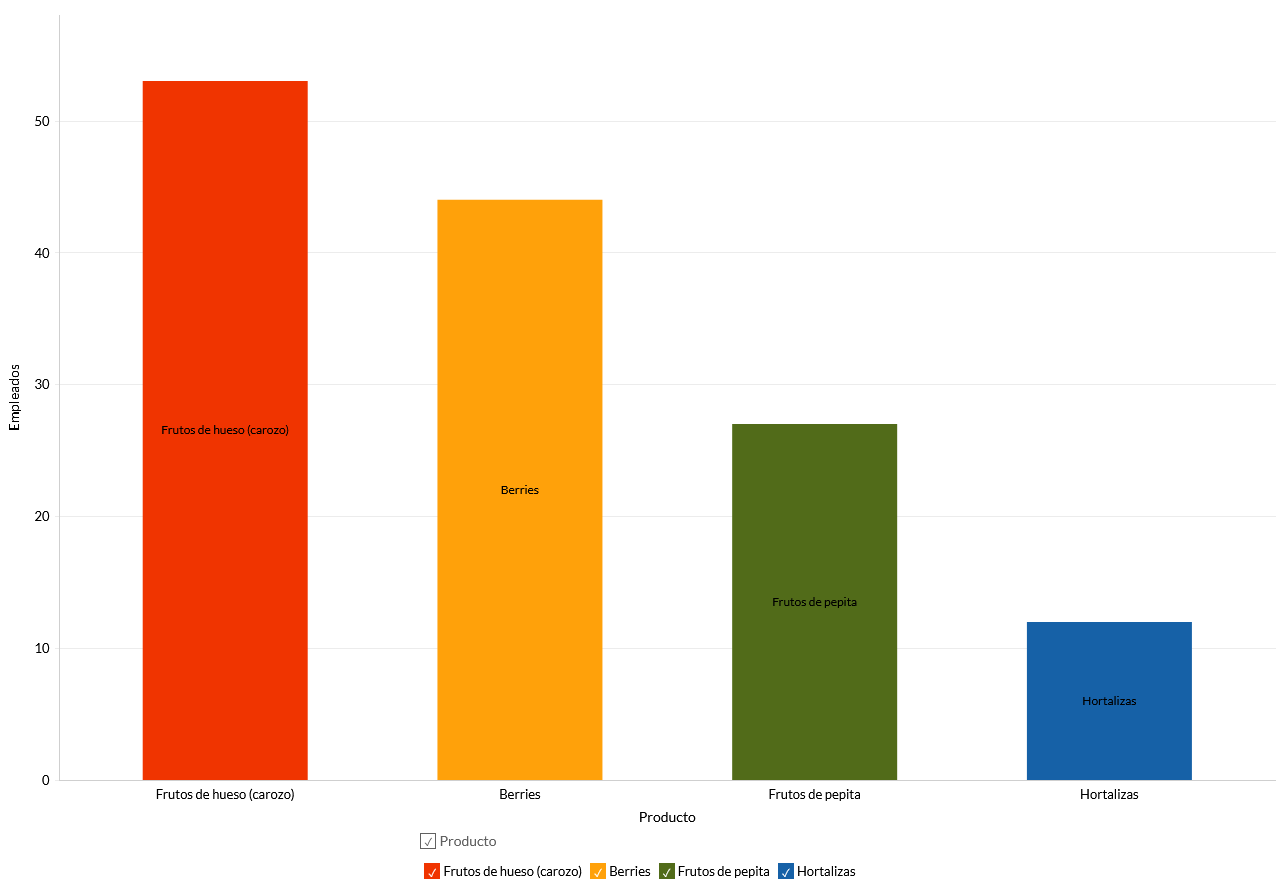 50
40
30
20
10
0
Empleados
Frutos de hueso (carozo)
Berries
Frutos de pepita
Hortalizas
Frutos de hueso (carozo) Berries Frutos de pepita Hortalizas
Producto
Producto
Frutos de hueso (carozo) Berries Frutos de pepita Hortalizas